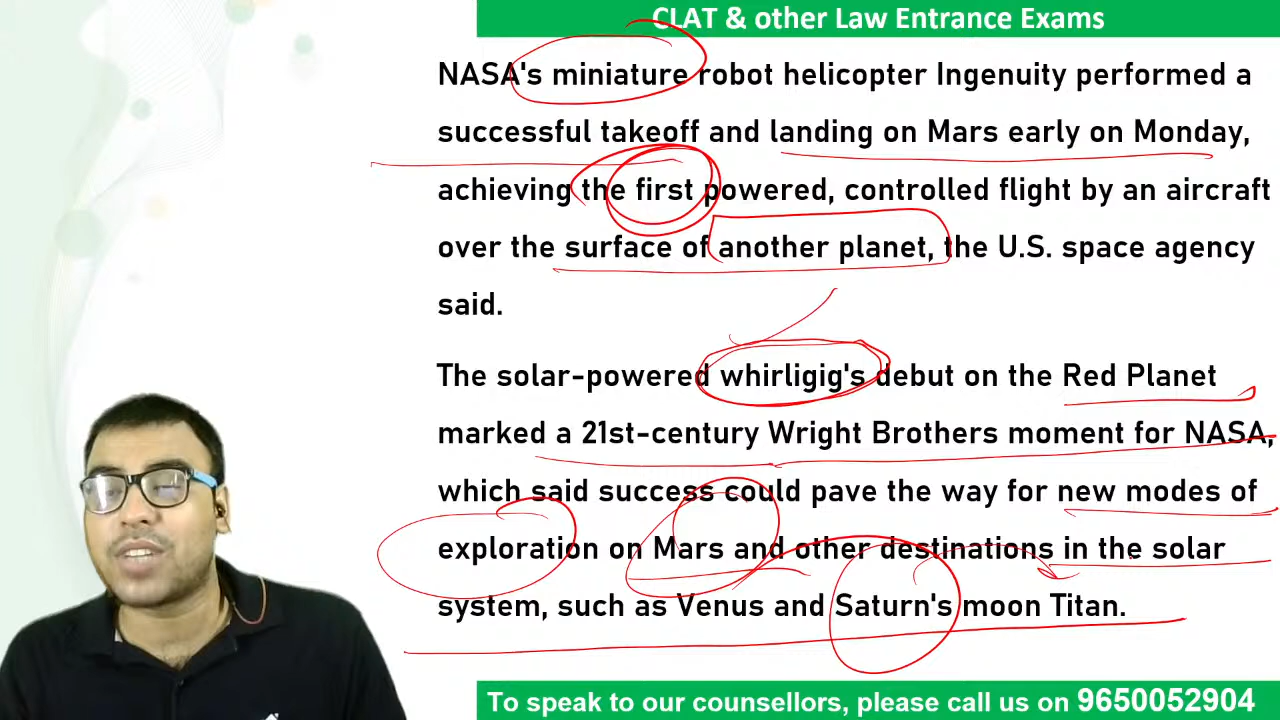 CLAT & other Law Entrance Exams
NASA's miniature robot helicopter Ingenuity performed a
successful takeoff and landing on Mars early on Monday,
achieving the first powered, controlled flight by an aircraft
over the surface of another planet, the U.S. space agency
said.
The solar-powered whirligig's debut on the Red Planet
marked a 21st-century Wright Brothers moment for NASA,
which said success could pave the way for new modes of
exploration on Mars and other destinations in the solar
system, such as Venus and Saturn's moon Titan.
To speak to our counsellors, please call us on 9650052904